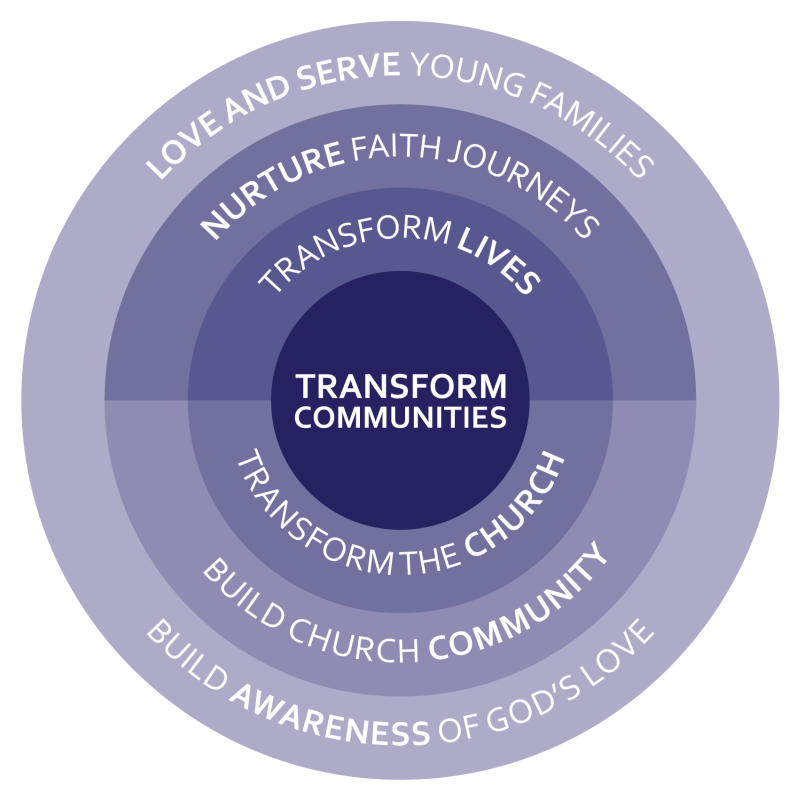 LOVE AND SERVE YOUNG FAMILIES
NURTURE FAITH JOURNEYS
TRANSFORM LIVES
TRANSFORM
COMMUNITIES
TRANSFORM THE CHURCH
BUILD CHURCH COMMUNITY
BUILD AWARENESS OF GOD'S LOVE